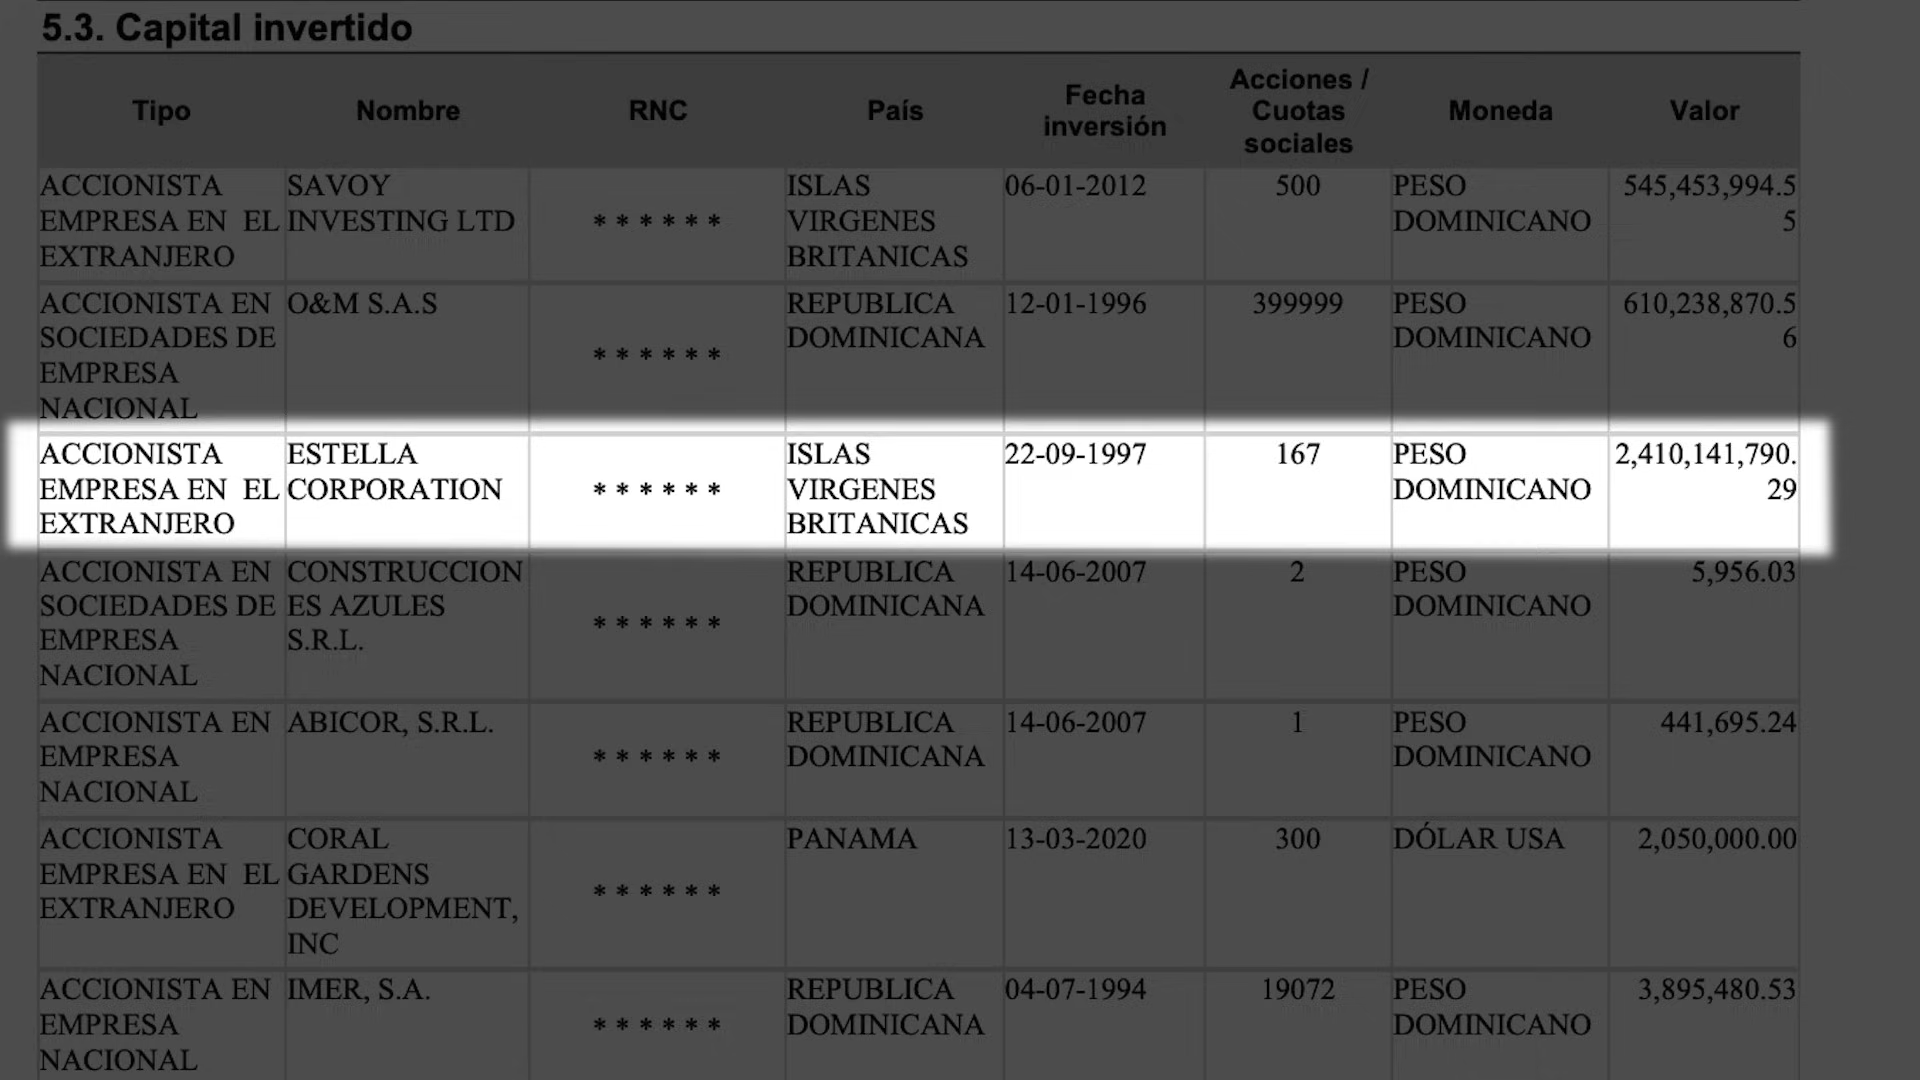 5.3. Capital invertido
Tipo Nombre RNC País Fecha inversión Acciones / Cuotas sociales Moneda Valor
ACCIONISTA SAVOY ISLAS 06-01-2012 500 PESO 545,453,994.5
EMPRESA EN EL INVESTING LTD ****** VIRGENES DOMINICANO 5
EXTRANJERO BRITANICAS
ACCIONISTA EN O&M S.A.S REPUBLICA 12-01-1996 399999 PESO 610,238,870.5
SOCIEDADES DE ****** DOMINICANA DOMINICANO 6
EMPRESA
NACIONAL
ACCIONISTA ESTELLA ISLAS 22-09-1997 167 PESO 2,410,141,790.
EMPRESA EN EL CORPORATION ****** VIRGENES DOMINICANO 29
EXTRANJERO BRITANICAS
ACCIONISTA EN CONSTRUCCION REPUBLICA 14-06-2007 2 PESO 5,956.03
SOCIEDADES DE ES AZULES ****** DOMINICANA DOMINICANO
EMPRESA S.R.L.
NACIONAL
ACCIONISTA EN ABICOR, S.R.L. REPUBLICA 14-06-2007 1 PESO 441,695.24
EMPRESA ****** DOMINICANA DOMINICANO
NACIONAL
ACCIONISTA CORAL PANAMA 13-03-2020 300 DÓLAR USA 2,050,000.00
EMPRESA EN EL GARDENS ******
EXTRANJERO DEVELOPMENT,
INC
ACCIONISTA EN IMER, S.A. REPUBLICA 04-07-1994 19072 PESO 3,895,480.53
EMPRESA ****** DOMINICANA DOMINICANO
NACIONAL